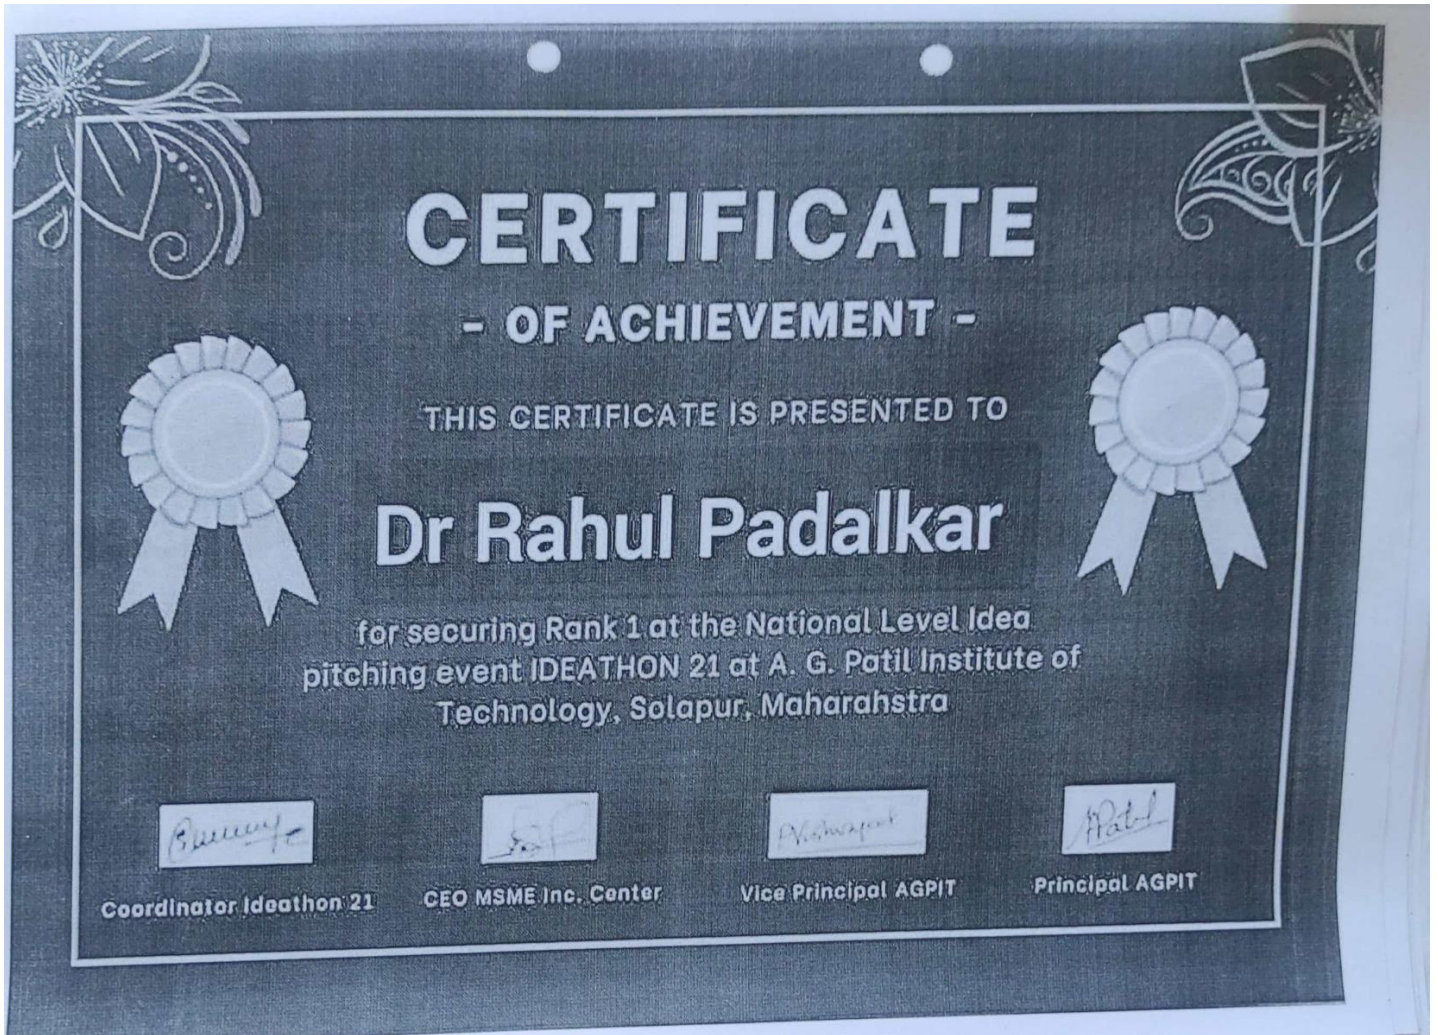 CERTIFICATE
- OF ACHIEVEMENT -
THIS CERTIFICATE IS PRESENTED TO
Dr Rahul Padalkar
for securing Rank 1 at the National Level Idea
pitching event IDEATHON 21 at A. G. Patil Institute of
Technology, Solapur, Maharahstra
APatil
Coordinator Ideathon 21
CEO MSME Inc. Center
Vice Principal AGPIT
Principal AGPIT